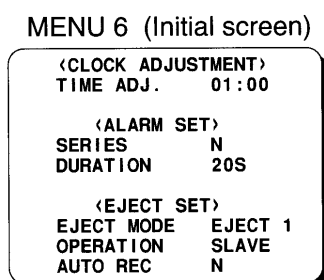 MENU 6 (Initial screen)
‹CLOCK ADJUSTMENT›
TIME ADJ. 01:00
‹ALARM SET›
SERIES N
DURATION 20S
‹EJECT SET›
EJECT MODE EJECT 1
OPERATION SLAVE
AUTO REC N